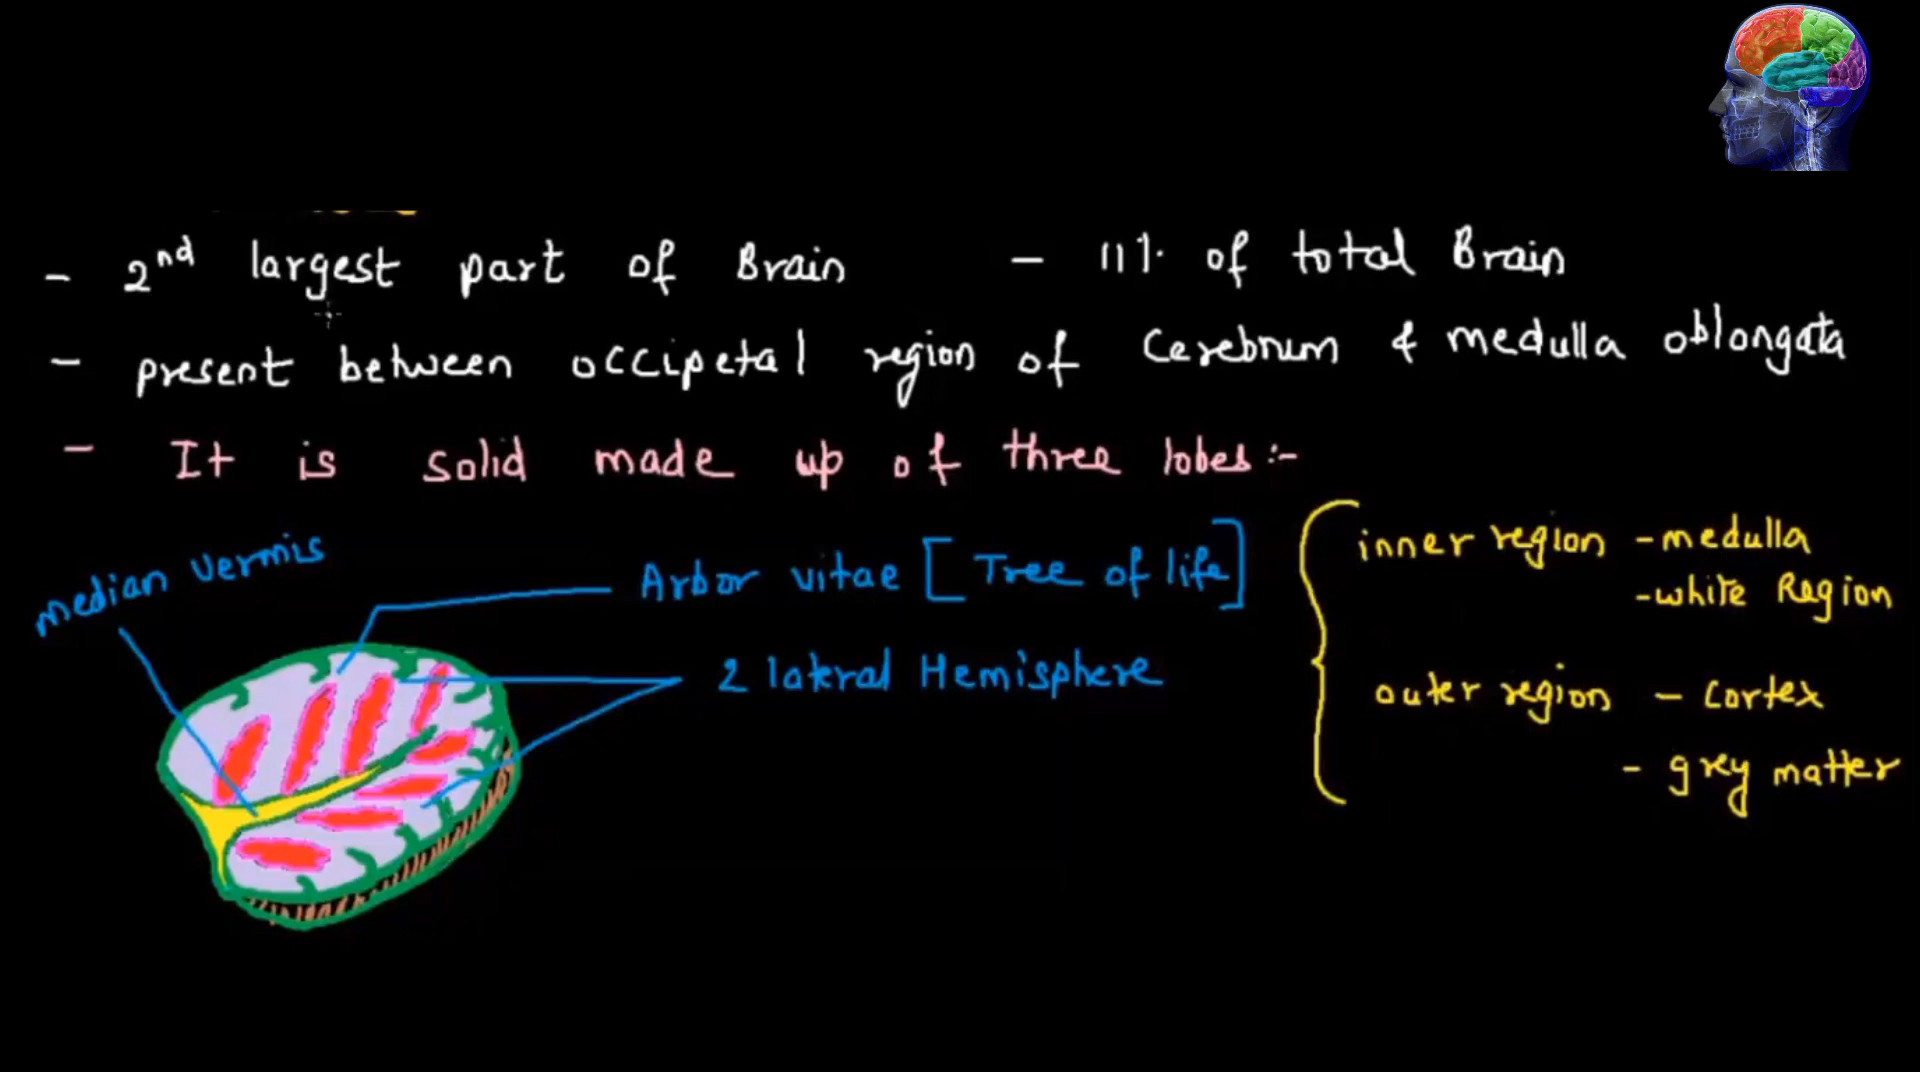 - 2nd largest part of Brain - 11% of total Brain
- present between occipetal region of Cerebrum & medulla oblongata
- It is solid made up of three lobes :-
median vermis
Arbor vitae [Tree of life]
2 lateral Hemisphere
inner region - medulla
- white Region
outer region - cortex
- grey matter